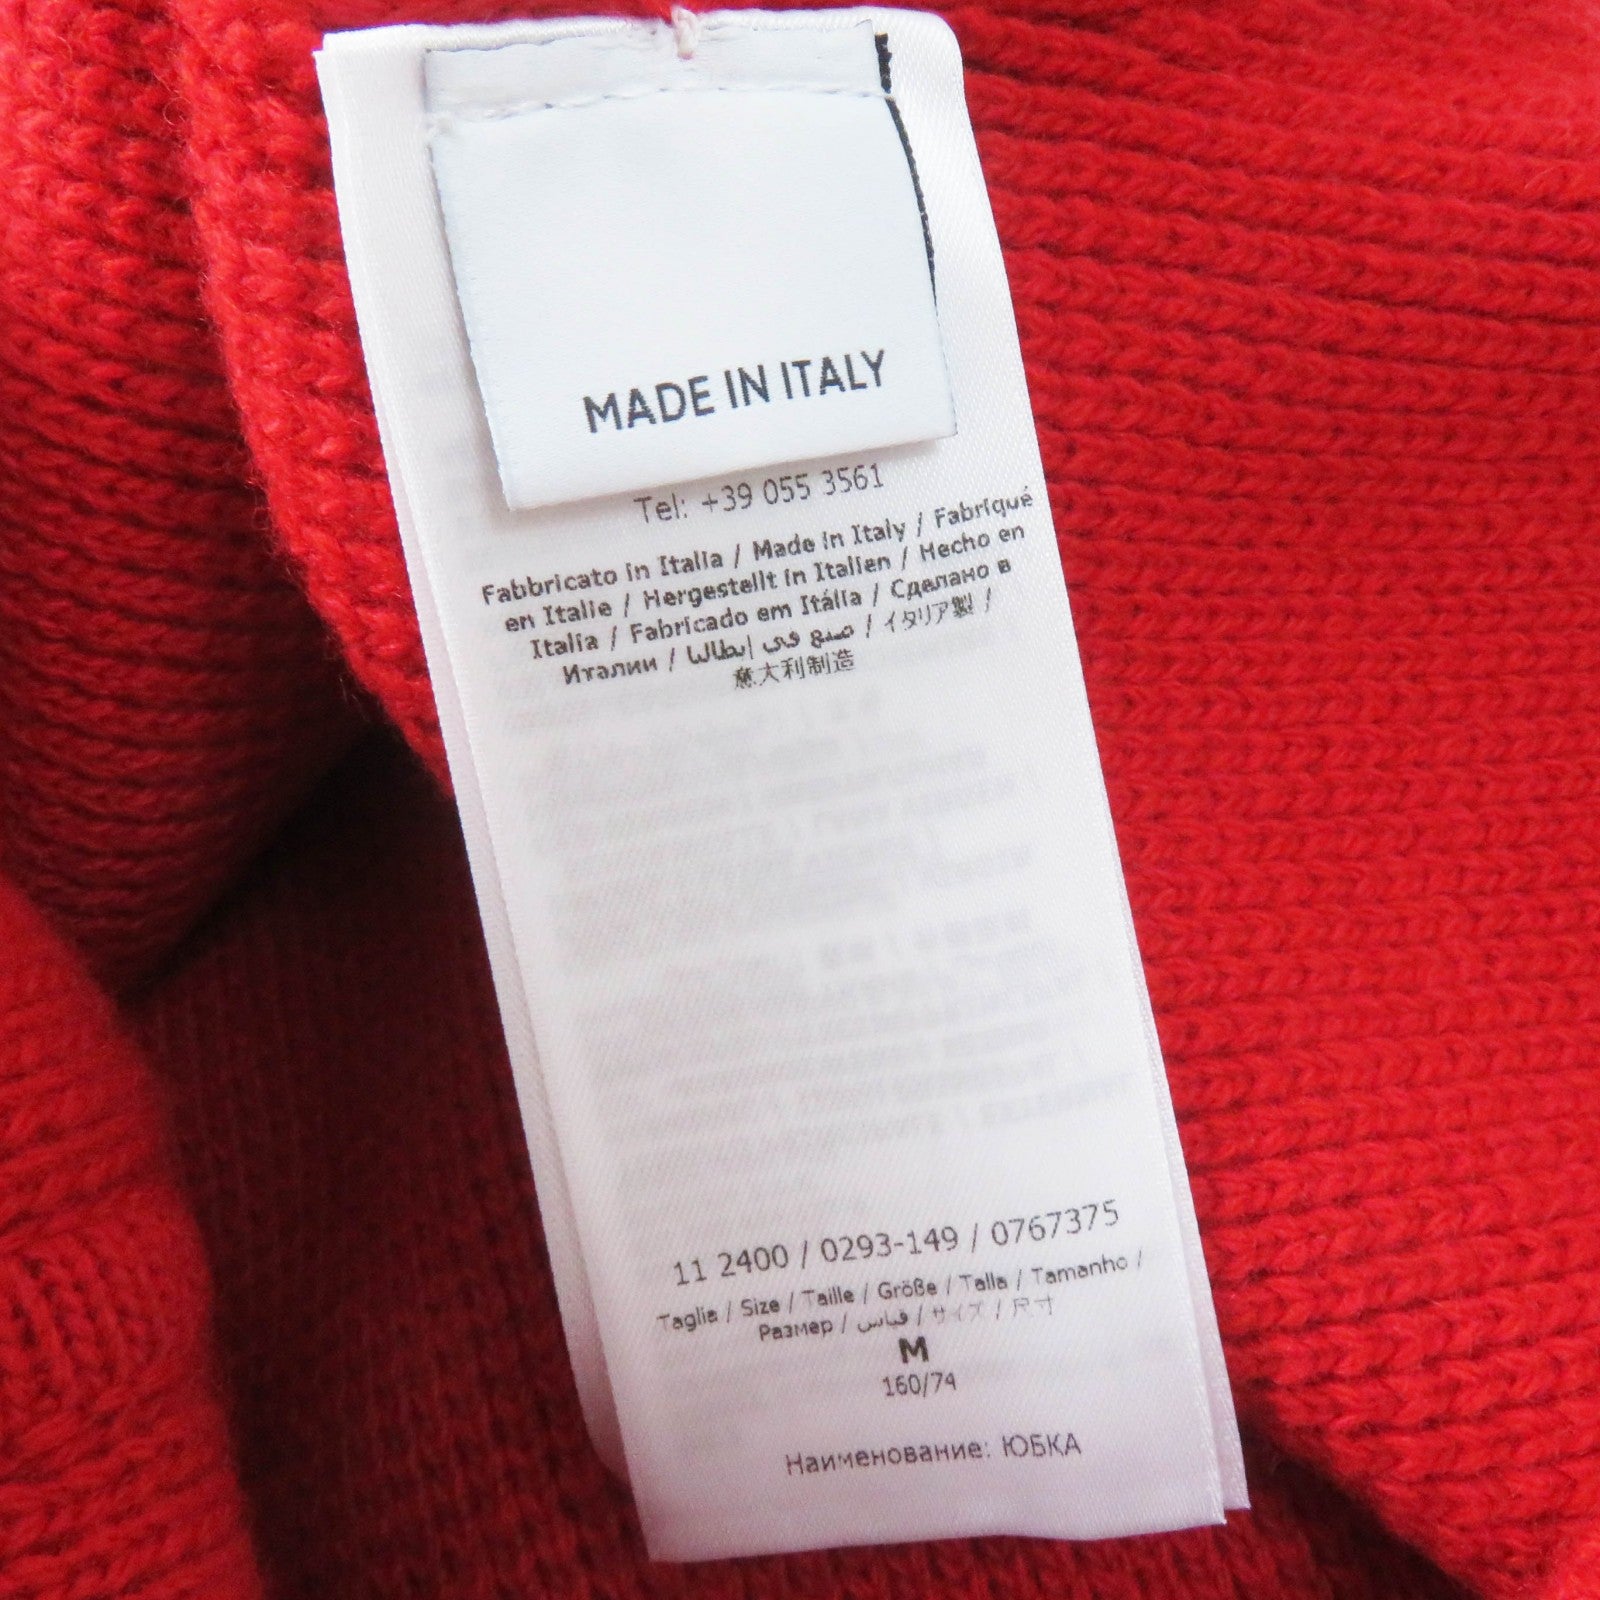 MADE IN ITALY
Tel: +39 055 3561
Fabbricato in Italia / Made in Italy / Fabriqué
en Italie / Hergestellt in Italien / Hecho en
Italia / Fabricado em Itália / Сделано в
Италии / صنع في إيطاليا / イタリア製 /
意大利制造
11 2400 / 0293-149 / 0767375
Taglia / Size / Taille / Größe / Talla / Tamanho /
Размер / قياس / サイズ / 尺寸
M
160/74
Наименование: ЮБКА